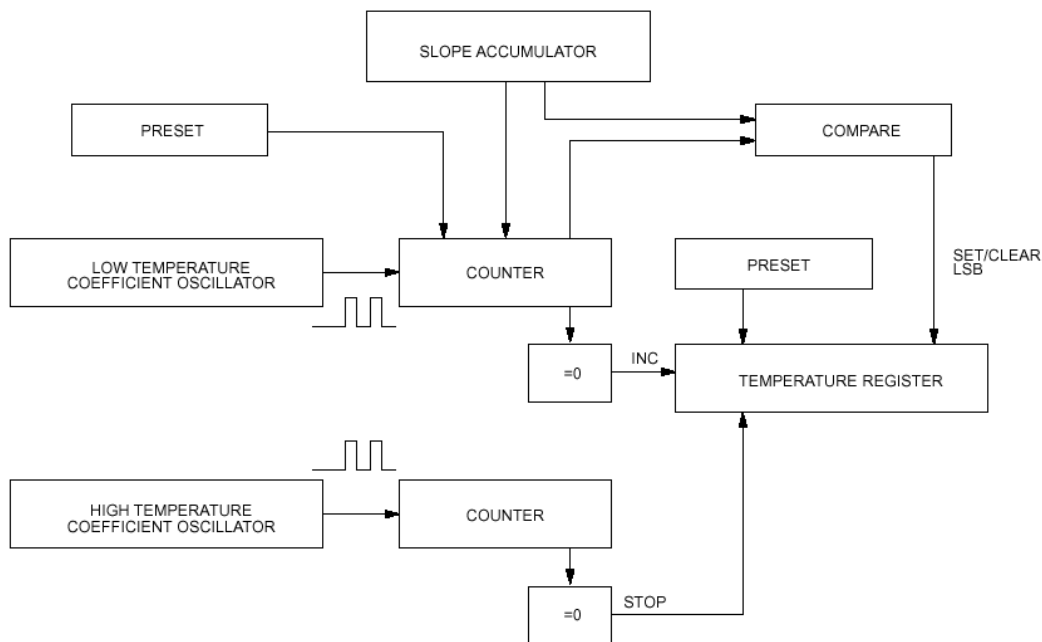 SLOPE ACCUMULATOR
PRESET
COMPARE
LOW TEMPERATURE
COEFFICIENT OSCILLATOR
COUNTER
PRESET
SET/CLEAR
LSB
=0
INC
TEMPERATURE REGISTER
HIGH TEMPERATURE
COEFFICIENT OSCILLATOR
COUNTER
=0
STOP